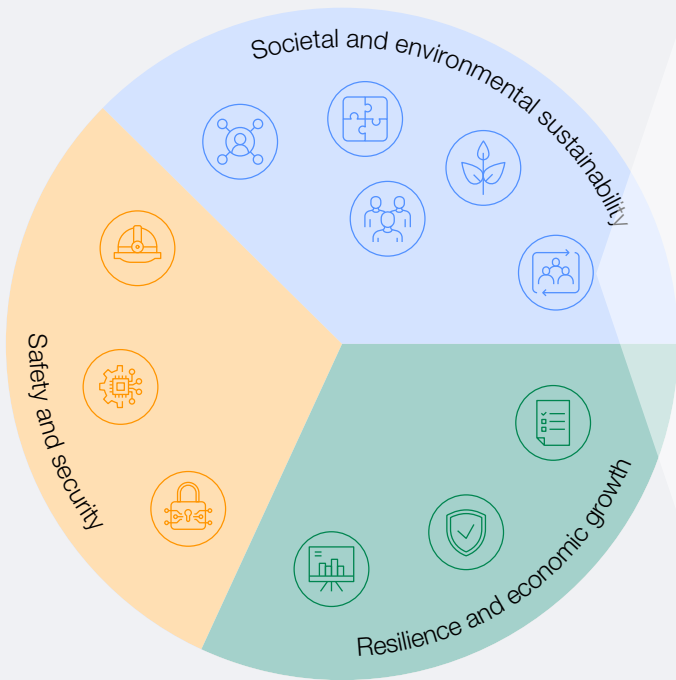 Societal and environmental sustainability
Safety and security
Resilience and economic growth